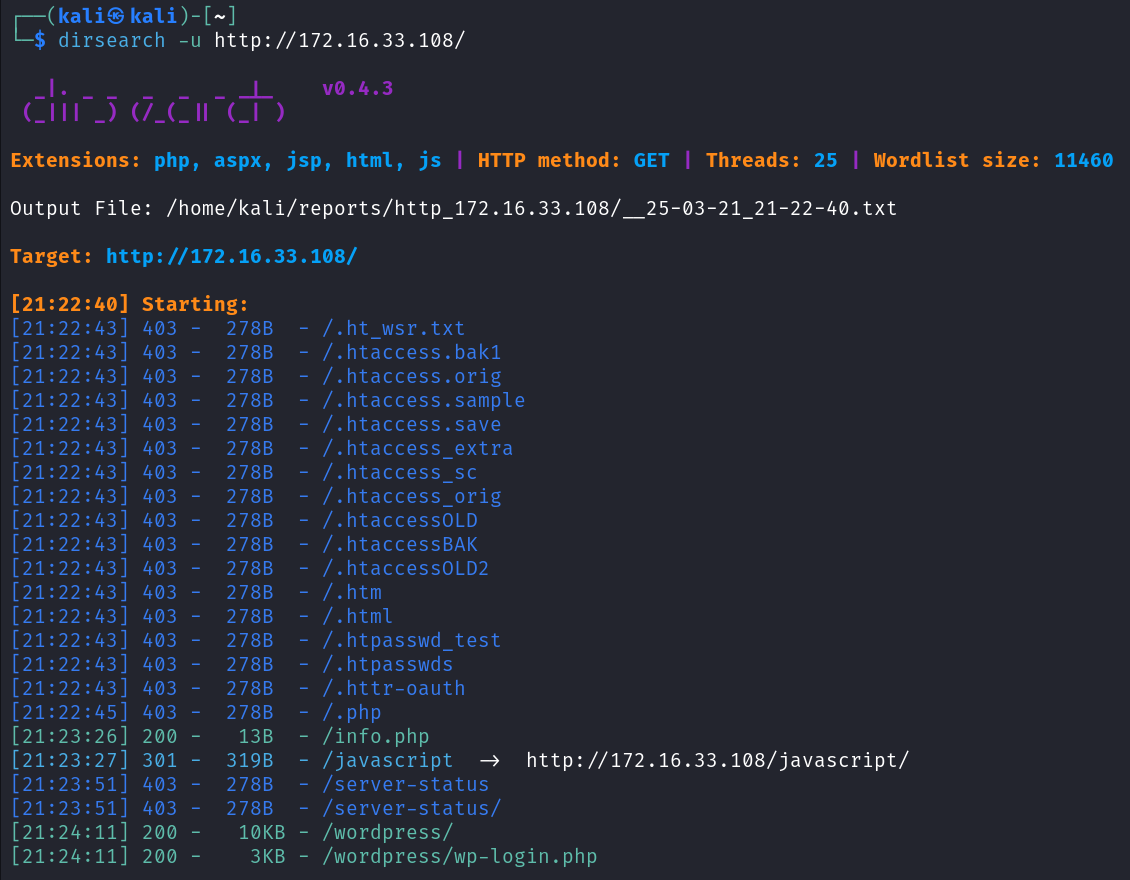 ┌──(kali㉿kali)-[~]
└─$ dirsearch -u http://172.16.33.108/
  _|. _ _  _  _  _ _|_    v0.4.3
 (_||| _) (/_(_|| (_| )
Extensions: php, aspx, jsp, html, js | HTTP method: GET | Threads: 25 | Wordlist size: 11460
Output File: /home/kali/reports/http_172.16.33.108/__25-03-21_21-22-40.txt
Target: http://172.16.33.108/
[21:22:40] Starting:
[21:22:43] 403 -  278B  - /.ht_wsr.txt
[21:22:43] 403 -  278B  - /.htaccess.bak1
[21:22:43] 403 -  278B  - /.htaccess.orig
[21:22:43] 403 -  278B  - /.htaccess.sample
[21:22:43] 403 -  278B  - /.htaccess.save
[21:22:43] 403 -  278B  - /.htaccess_extra
[21:22:43] 403 -  278B  - /.htaccess_sc
[21:22:43] 403 -  278B  - /.htaccess_orig
[21:22:43] 403 -  278B  - /.htaccessOLD
[21:22:43] 403 -  278B  - /.htaccessBAK
[21:22:43] 403 -  278B  - /.htaccessOLD2
[21:22:43] 403 -  278B  - /.htm
[21:22:43] 403 -  278B  - /.html
[21:22:43] 403 -  278B  - /.htpasswd_test
[21:22:43] 403 -  278B  - /.htpasswds
[21:22:43] 403 -  278B  - /.httr-oauth
[21:22:45] 403 -  278B  - /.php
[21:23:26] 200 -   13B  - /info.php
[21:23:27] 301 -  319B  - /javascript  ->  http://172.16.33.108/javascript/
[21:23:51] 403 -  278B  - /server-status
[21:23:51] 403 -  278B  - /server-status/
[21:24:11] 200 -   10KB - /wordpress/
[21:24:11] 200 -    3KB - /wordpress/wp-login.php